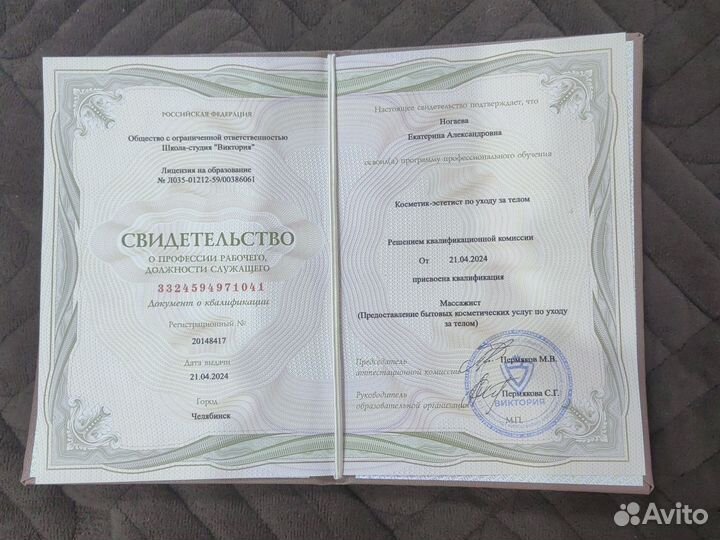 РОССИЙСКАЯ ФЕДЕРАЦИЯ
Общество с ограниченной ответственностью
Школа-студия "Виктория"
Лицензия на образование
№ Л035-01212-59/00386061
СВИДЕТЕЛЬСТВО
О ПРОФЕССИИ РАБОЧЕГО,
ДОЛЖНОСТИ СЛУЖАЩЕГО
3324594971041
Документ о квалификации
Регистрационный №
20148417
Дата выдачи
21.04.2024
Город
Челябинск
Настоящее свидетельство подтверждает, что
Ногаева
Екатерина Александровна
освоил(а) программу профессионального обучения
Косметик-эстетист по уходу за телом
Решением квалификационной комиссии
От 21.04.2024
присвоена квалификация
Массажист
(Предоставление бытовых косметических услуг по уходу
за телом)
Председатель
аттестационной комиссии
Пермяков М.В.
Руководитель
образовательной организации
Пермякова С.Г.
ВИКТОРИЯ
М.П.
Avito